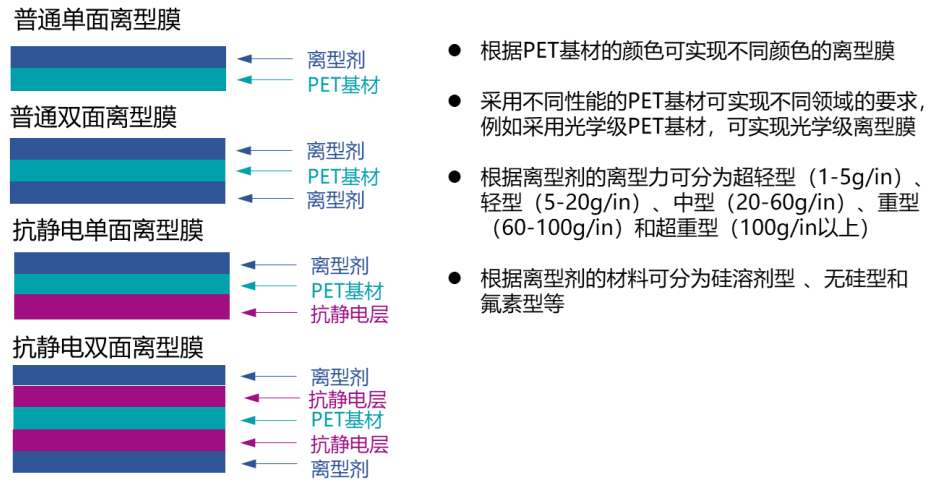 普通单面离型膜
离型剂
PET基材
普通双面离型膜
离型剂
PET基材
离型剂
抗静电单面离型膜
离型剂
PET基材
抗静电层
抗静电双面离型膜
离型剂
抗静电层
PET基材
抗静电层
离型剂
● 根据PET基材的颜色可实现不同颜色的离型膜
● 采用不同性能的PET基材可实现不同领域的要求，
例如采用光学级PET基材，可实现光学级离型膜
● 根据离型剂的离型力可分为超轻型（1-5g/in）、
轻型（5-20g/in）、中型（20-60g/in）、重型
（60-100g/in）和超重型（100g/in以上）
● 根据离型剂的材料可分为硅溶剂型 、无硅型和
氟素型等